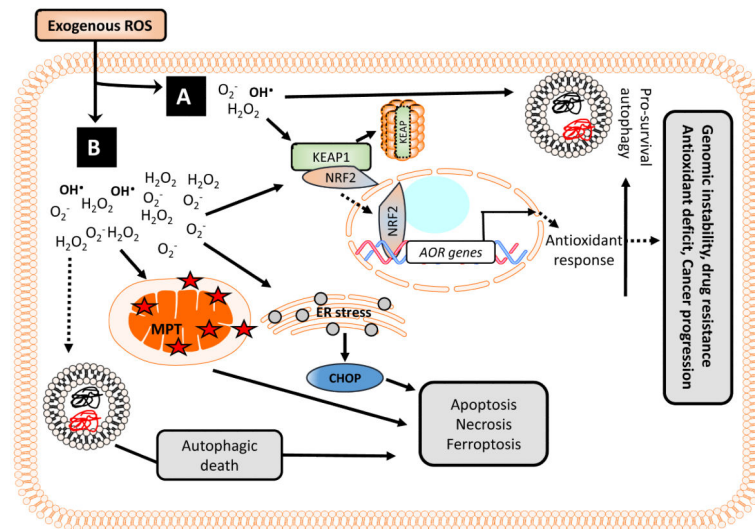 Exogenous ROS
A
O₂⁻ OH•
H₂O₂
B
KEAP1
NRF2
KEAP
Pro-survival
autophagy
Genomic instability, drug resistance
Antioxidant deficit, Cancer progression
OH• OH• H₂O₂ H₂O₂
O₂⁻ H₂O₂ O₂⁻
H₂O₂ O₂⁻
H₂O₂ O₂⁻ H₂O₂ O₂⁻
O₂⁻
NRF2
AOR genes
Antioxidant
response
MPT
ER stress
CHOP
Apoptosis
Necrosis
Ferroptosis
Autophagic
death